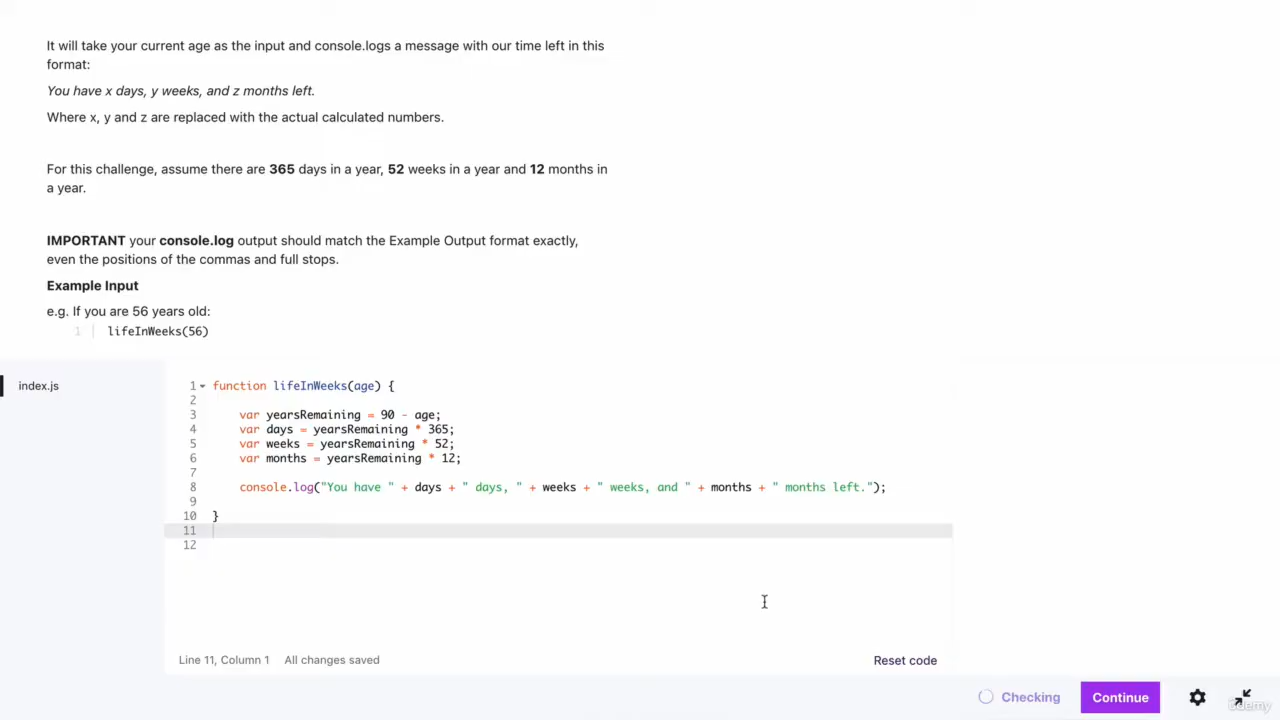 It will take your current age as the input and console.logs a message with our time left in this
format:
You have x days, y weeks, and z months left.
Where x, y and z are replaced with the actual calculated numbers.
For this challenge, assume there are 365 days in a year, 52 weeks in a year and 12 months in
a year.
IMPORTANT your console.log output should match the Example Output format exactly,
even the positions of the commas and full stops.
Example Input
e.g. If you are 56 years old:
1 lifeInWeeks(56)
index.js
1 function lifeInWeeks(age) {
2
3 var yearsRemaining = 90 - age;
4 var days = yearsRemaining * 365;
5 var weeks = yearsRemaining * 52;
6 var months = yearsRemaining * 12;
7
8 console.log("You have " + days + " days, " + weeks + " weeks, and " + months + " months left.");
9
10 }
11
12
Line 11, Column 1 All changes saved Reset code
Checking Continue
udemy